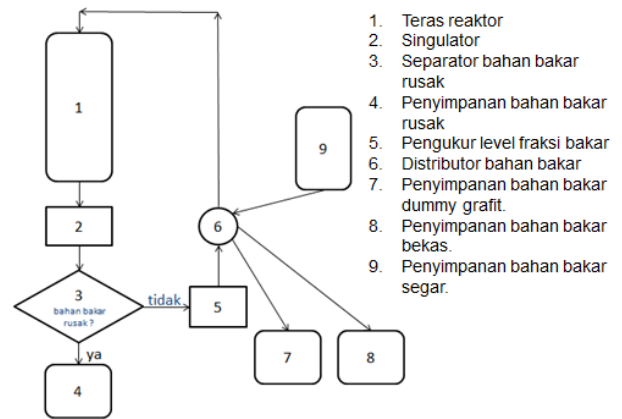 1
2
3
bahan bakar
rusak ?
tidak
ya
4
5
6
7
8
9
1. Teras reaktor
2. Singulator
3. Separator bahan bakar
rusak
4. Penyimpanan bahan bakar
rusak
5. Pengukur level fraksi bakar
6. Distributor bahan bakar
7. Penyimpanan bahan bakar
dummy grafit.
8. Penyimpanan bahan bakar
bekas.
9. Penyimpanan bahan bakar
segar.